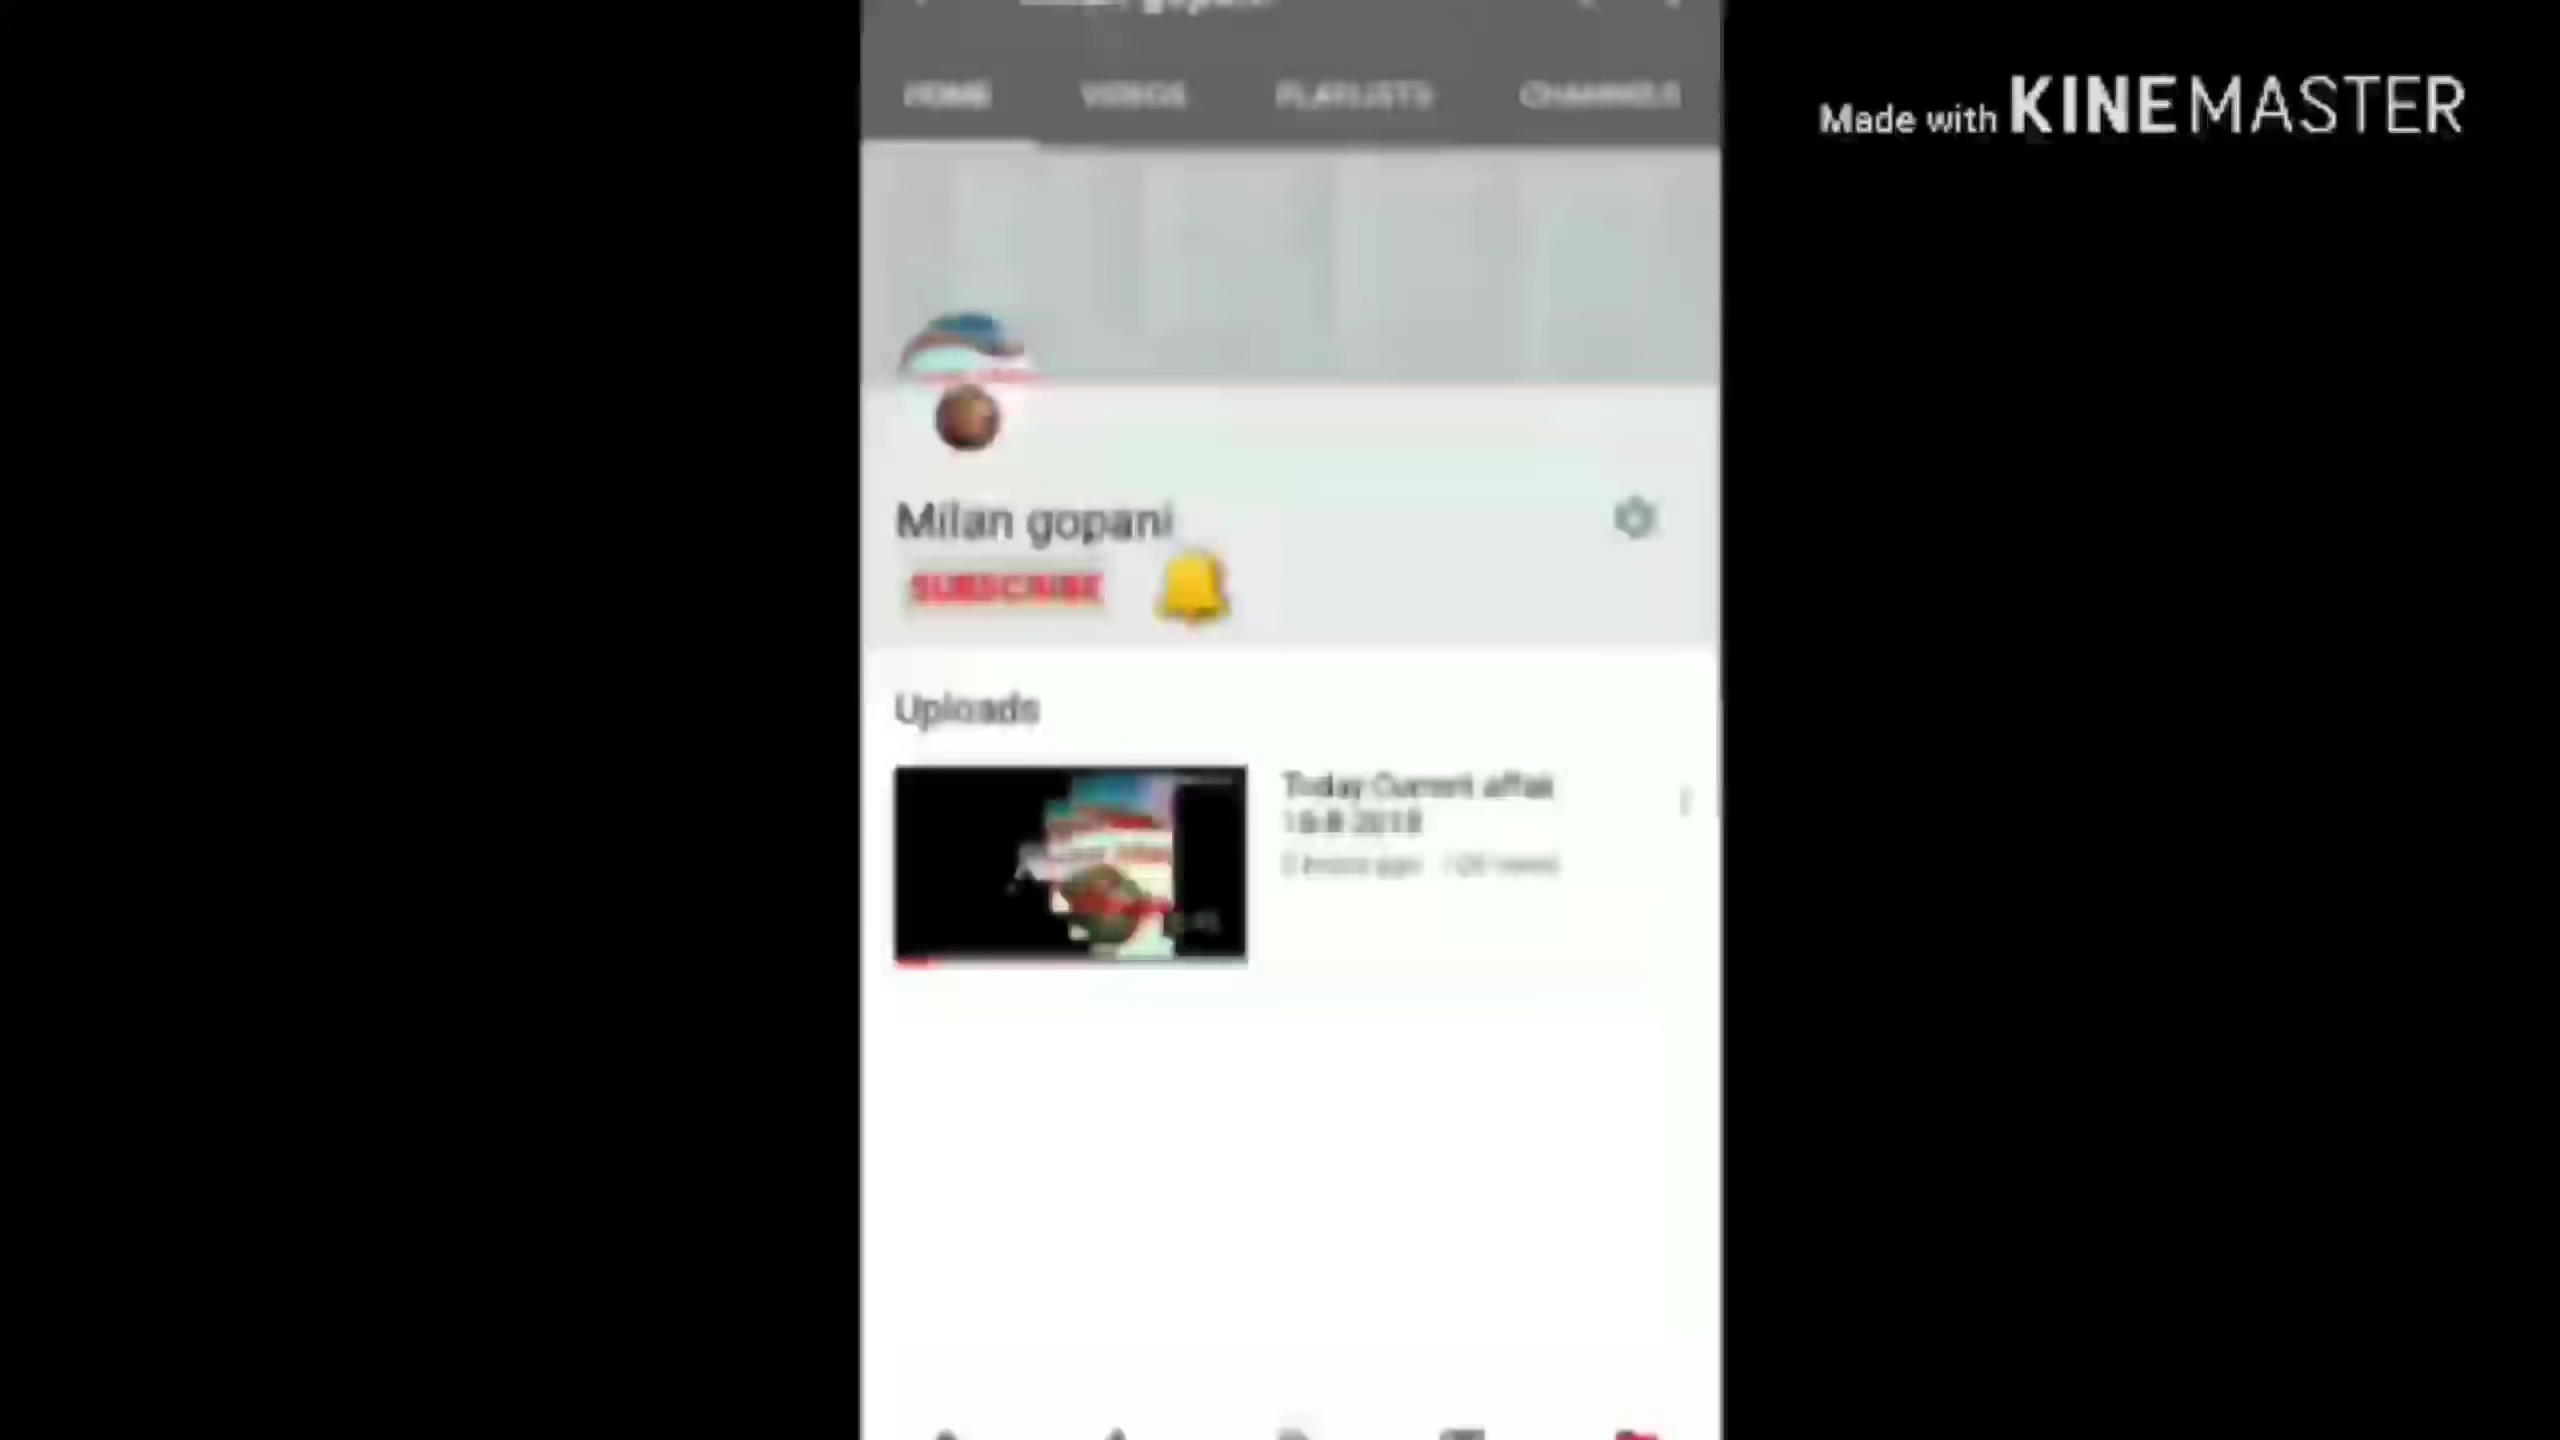 Made with KINEMASTER
HOME VIDEOS PLAYLISTS CHANNELS
Milan gopani
SUBSCRIBE
Uploads
Today Current affair